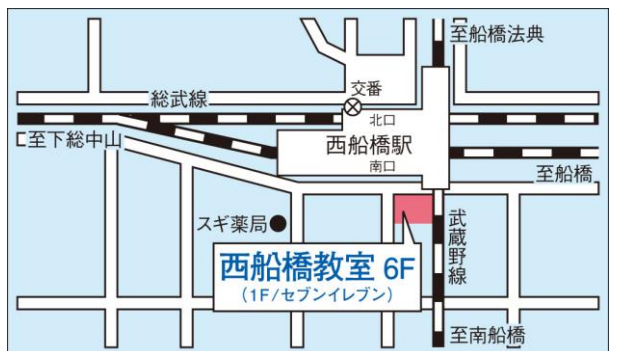 至船橋法典
交番
総武線
北口
至下総中山
西船橋駅
南口
至船橋
スギ薬局
武蔵野線
西船橋教室 6F
(1F/セブンイレブン)
至南船橋